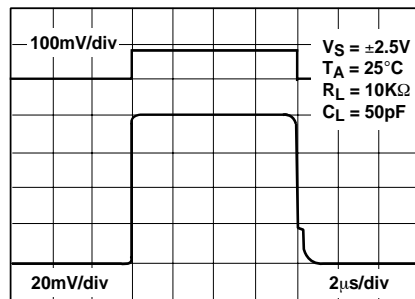 100mV/div
V_S = ±2.5V
T_A = 25°C
R_L = 10KΩ
C_L = 50pF
20mV/div
2μs/div